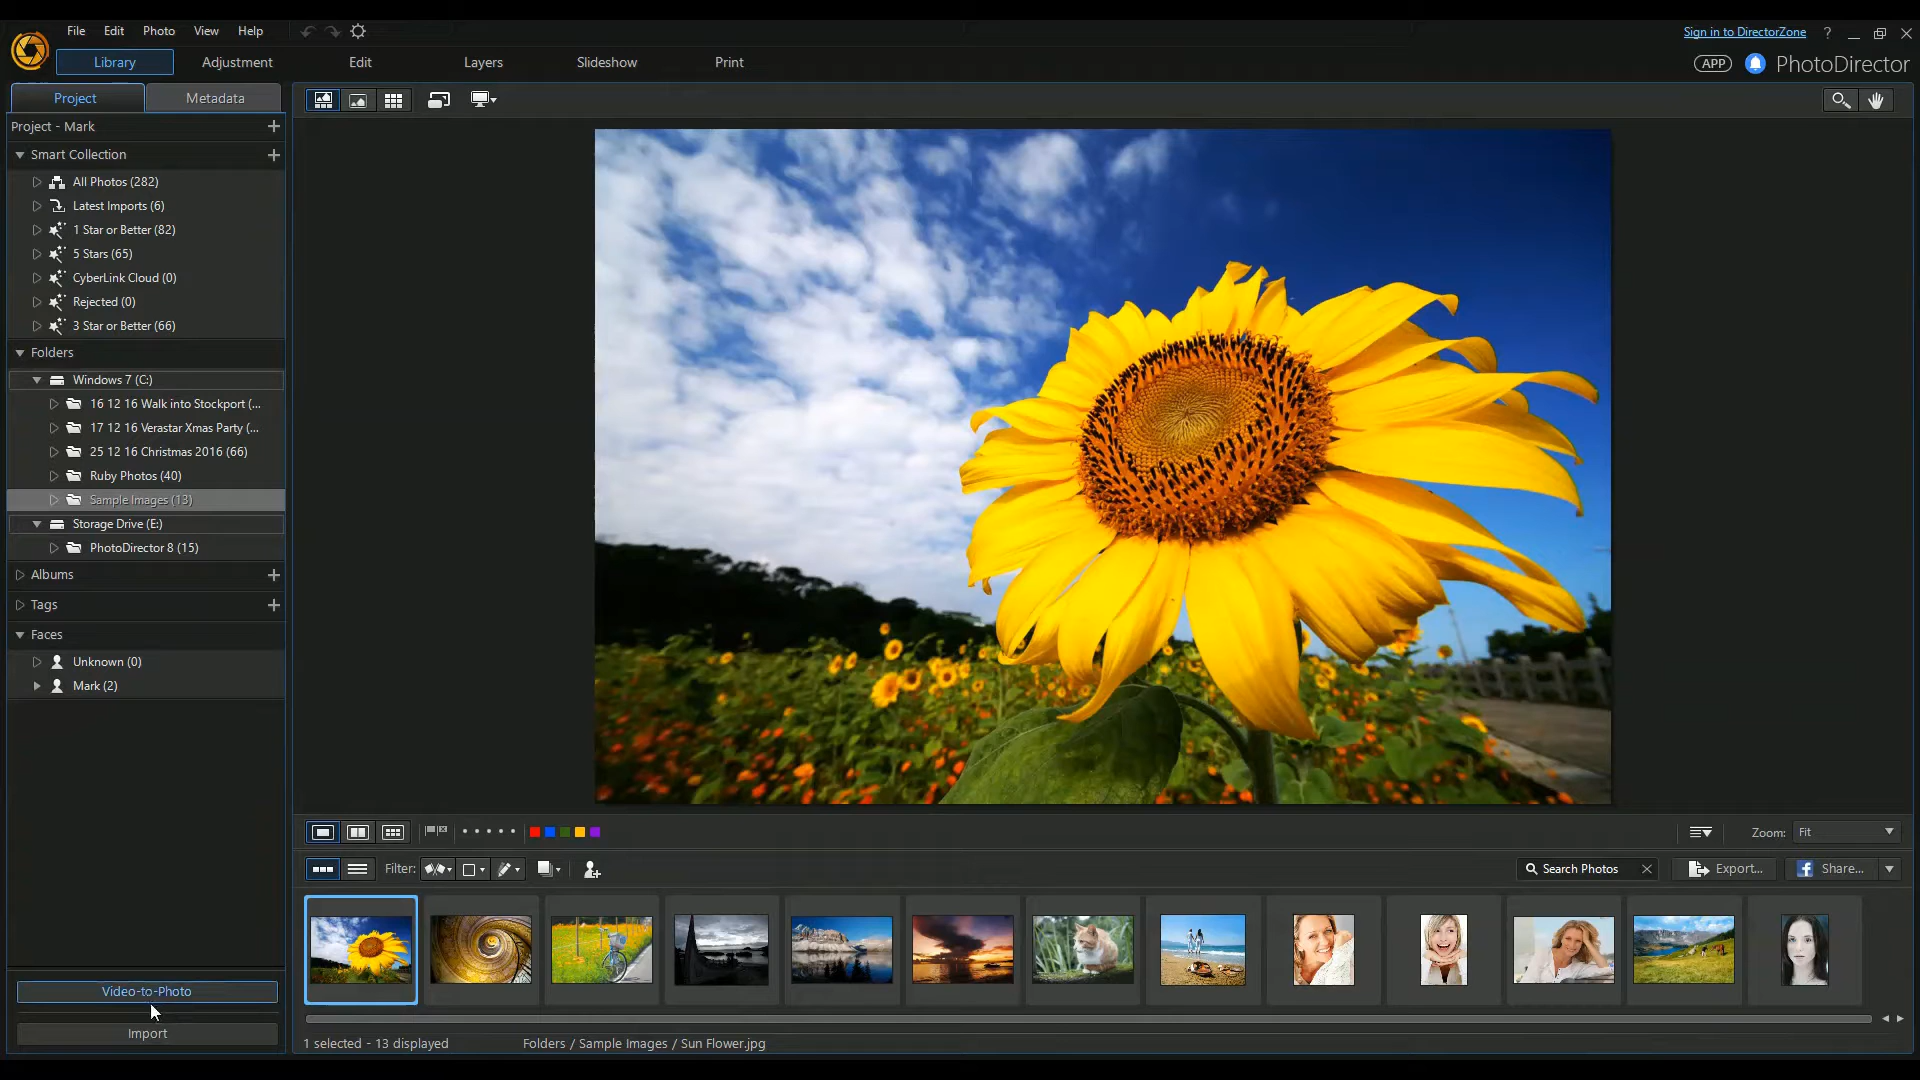 File Edit Photo View Help
Sign in to DirectorZone ?
Library Adjustment Edit Layers Slideshow Print
APP PhotoDirector
Project Metadata
Project - Mark
Smart Collection
All Photos (282)
Latest Imports (6)
1 Star or Better (82)
5 Stars (65)
CyberLink Cloud (0)
Rejected (0)
3 Star or Better (66)
Folders
Windows 7 (C:)
16 12 16 Walk into Stockport (...
17 12 16 Verastar Xmas Party (...
25 12 16 Christmas 2016 (66)
Ruby Photos (40)
Sample Images (13)
Storage Drive (E:)
PhotoDirector 8 (15)
Albums
Tags
Faces
Unknown (0)
Mark (2)
Video-to-Photo
Import
Zoom: Fit
Filter:
Search Photos
Export...
Share...
1 selected - 13 displayed
Folders / Sample Images / Sun Flower.jpg